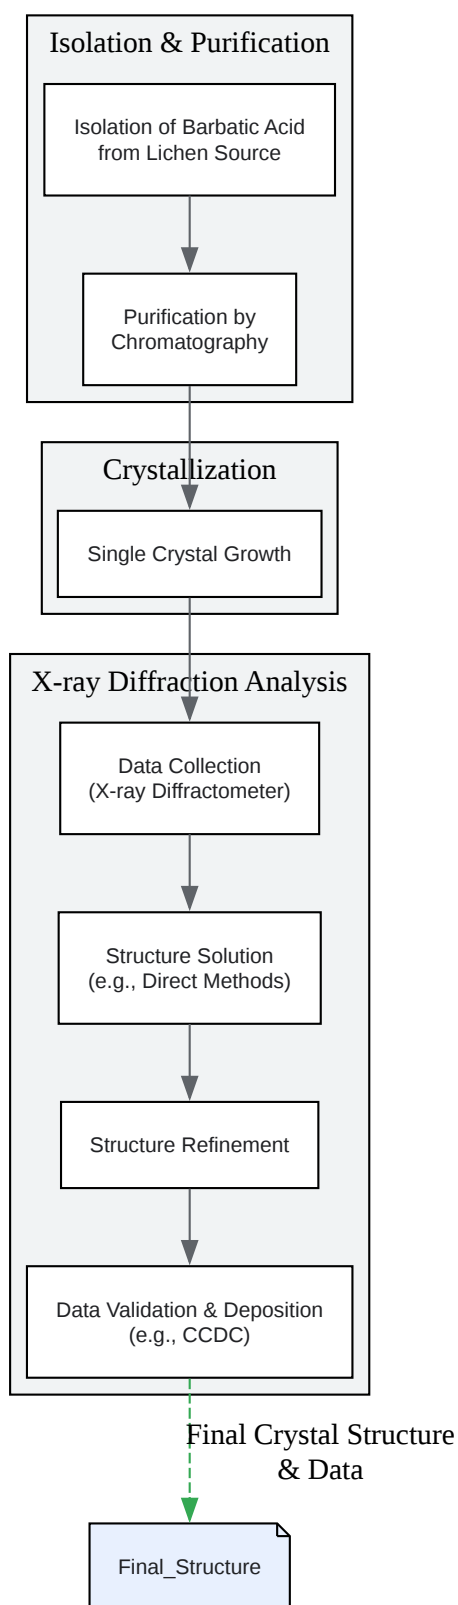 Isolation & Purification
Isolation of Barbatic Acid
from Lichen Source
Purification by
Chromatography
Crystallization
Single Crystal Growth
X-ray Diffraction Analysis
Data Collection
(X-ray Diffractometer)
Structure Solution
(e.g., Direct Methods)
Structure Refinement
Data Validation & Deposition
(e.g., CCDC)
Final Crystal Structure
& Data
Final_Structure